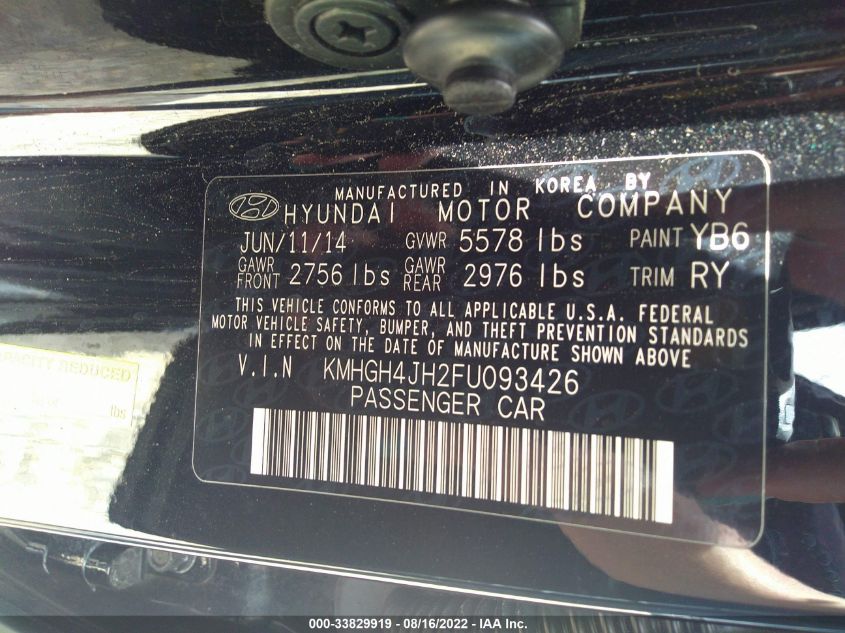 MANUFACTURED IN KOREA BY
HYUNDAI MOTOR COMPANY
JUN/11/14 GVWR 5578 lbs PAINT YB6
GAWR FRONT 2756 lbs GAWR REAR 2976 lbs TRIM RY
THIS VEHICLE CONFORMS TO ALL APPLICABLE U.S.A. FEDERAL
MOTOR VEHICLE SAFETY, BUMPER, AND THEFT PREVENTION STANDARDS
IN EFFECT ON THE DATE OF MANUFACTURE SHOWN ABOVE
V.I.N KMHGH4JH2FU093426
PASSENGER CAR
CAPACITY REDUCED
lbs
000-33829919 - 08/16/2022 - IAA Inc.